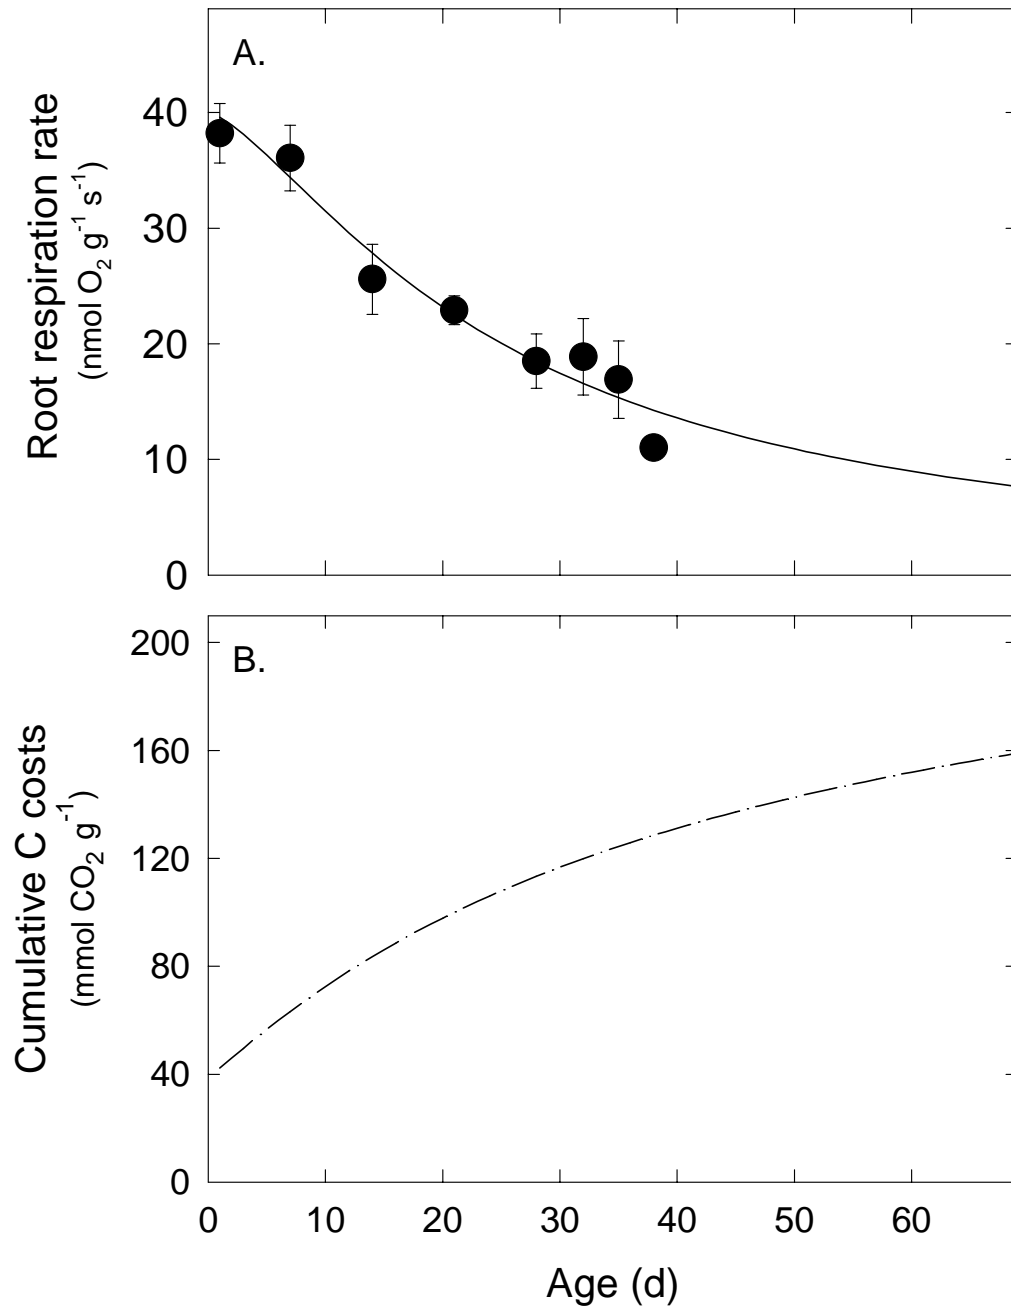 A.
Root respiration rate
(nmol O₂ g⁻¹ s⁻¹)
40
30
20
10
0
B.
Cumulative C costs
(mmol CO₂ g⁻¹)
200
160
120
80
40
0
0 10 20 30 40 50 60
Age (d)